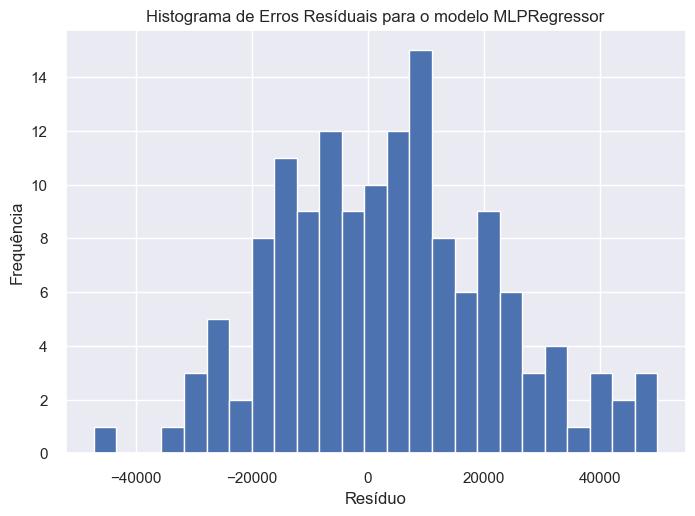 Histograma de Erros Resíduais para o modelo MLPRegressor
14
12
10
8
6
4
2
0
Frequência
−40000 −20000 0 20000 40000
Resíduo